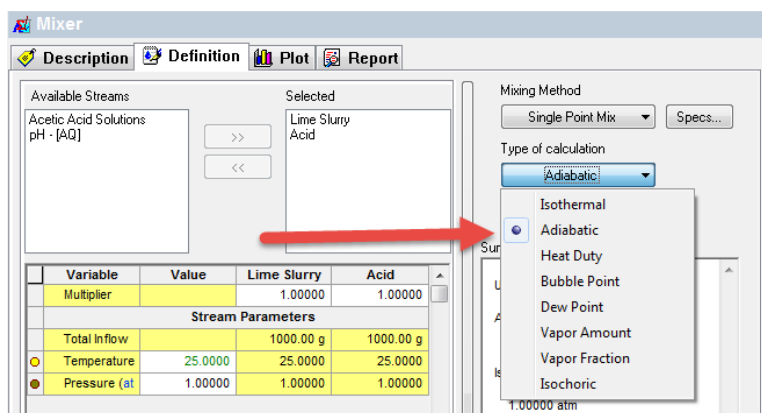 Mixer
Description Definition Plot Report
Available Streams Selected
Acetic Acid Solutions
pH - [AQ]
Lime Slurry
Acid
>>
<<
Mixing Method
Single Point Mix Specs...
Type of calculation
Adiabatic
Isothermal
Adiabatic
Heat Duty
Bubble Point
Dew Point
Vapor Amount
Vapor Fraction
Isochoric
1.00000 atm
Variable Value Lime Slurry Acid
Multiplier 1.00000 1.00000
Stream Parameters
Total Inflow 1000.00 g 1000.00 g
Temperature 25.0000 25.0000 25.0000
Pressure (at 1.00000 1.00000 1.00000